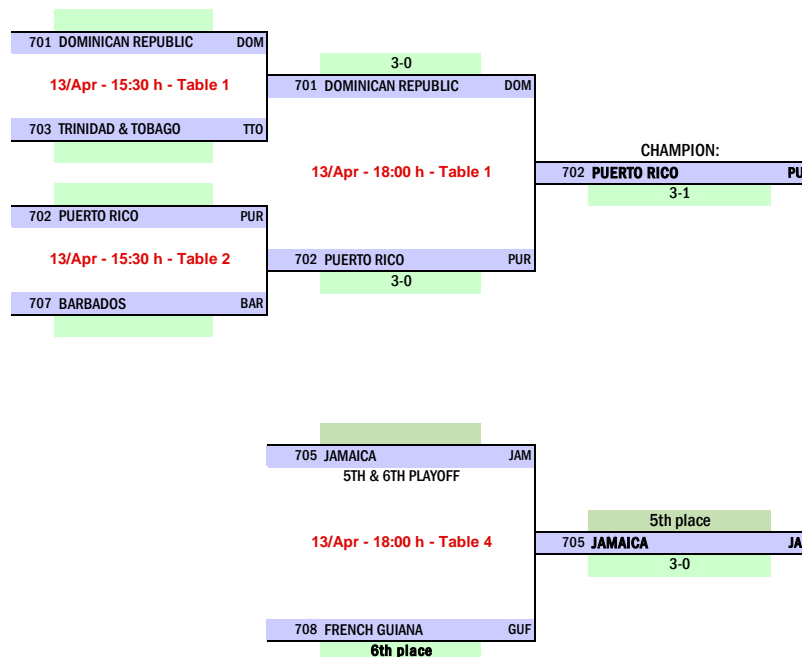 701 DOMINICAN REPUBLIC DOM
13/Apr - 15:30 h - Table 1
703 TRINIDAD & TOBAGO TTO
702 PUERTO RICO PUR
13/Apr - 15:30 h - Table 2
707 BARBADOS BAR
3-0
701 DOMINICAN REPUBLIC DOM
13/Apr - 18:00 h - Table 1
702 PUERTO RICO PUR
3-0
CHAMPION:
702 PUERTO RICO PU
3-1
705 JAMAICA JAM
5TH & 6TH PLAYOFF
13/Apr - 18:00 h - Table 4
708 FRENCH GUIANA GUF
6th place
5th place
705 JAMAICA JA
3-0